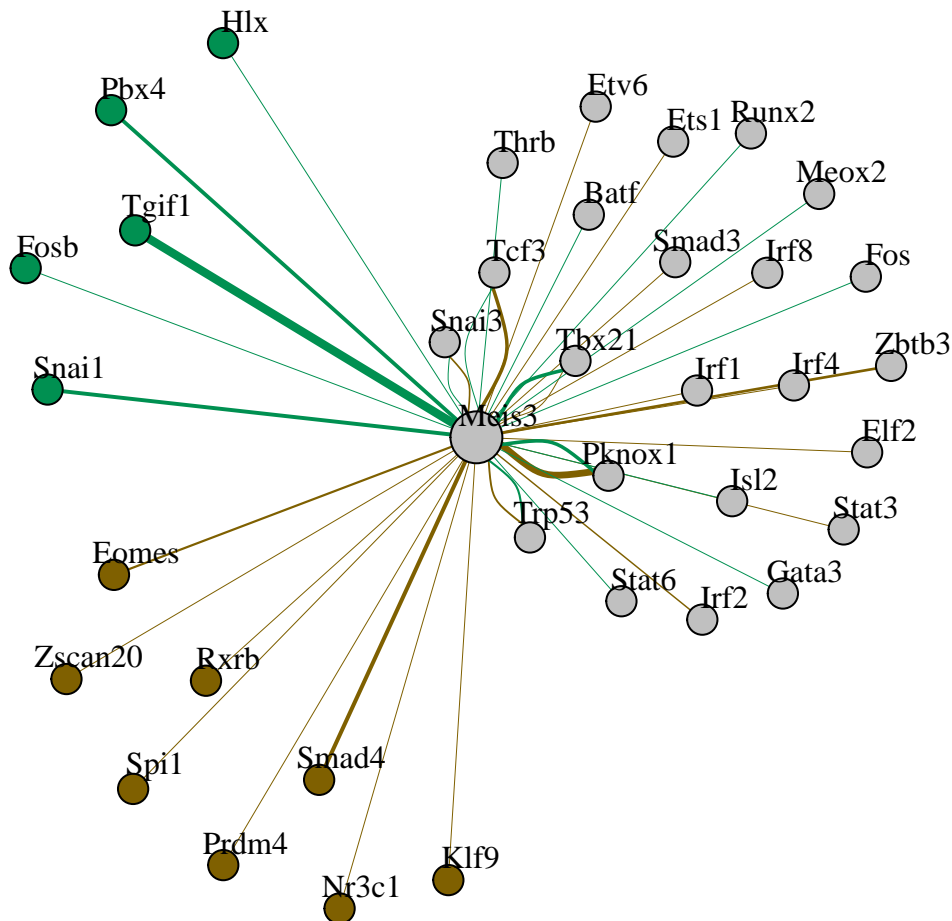 Hlx
Pbx4
Etv6
Ets1
Runx2
Thrb
Meox2
Tgif1
Batf
Fosb
Tcf3
Smad3
Irf8
Fos
Snai3
Tbx21
Zbtb3
Snai1
Irf1
Irf4
Meis3
Elf2
Pknox1
Isl2
Trp53
Stat3
Eomes
Stat6
Irf2
Gata3
Zscan20
Rxrb
Spi1
Smad4
Prdm4
Nr3c1
Klf9